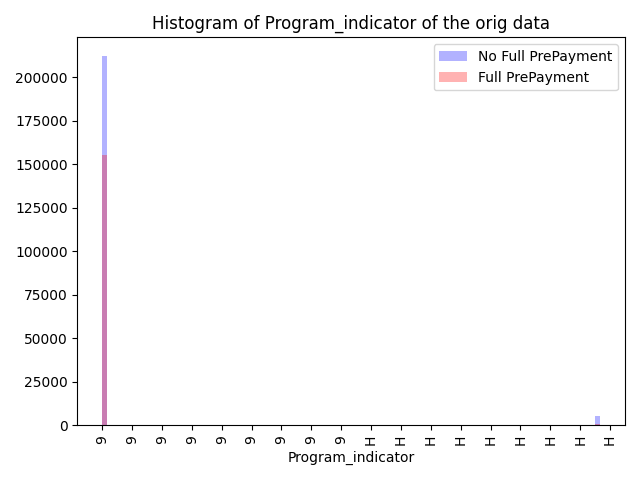 Histogram of Program_indicator of the orig data
No Full PrePayment
Full PrePayment
200000
175000
150000
125000
100000
75000
50000
25000
0
9 9 9 9 9 9 9 9 9 H H H H H H H H H
Program_indicator